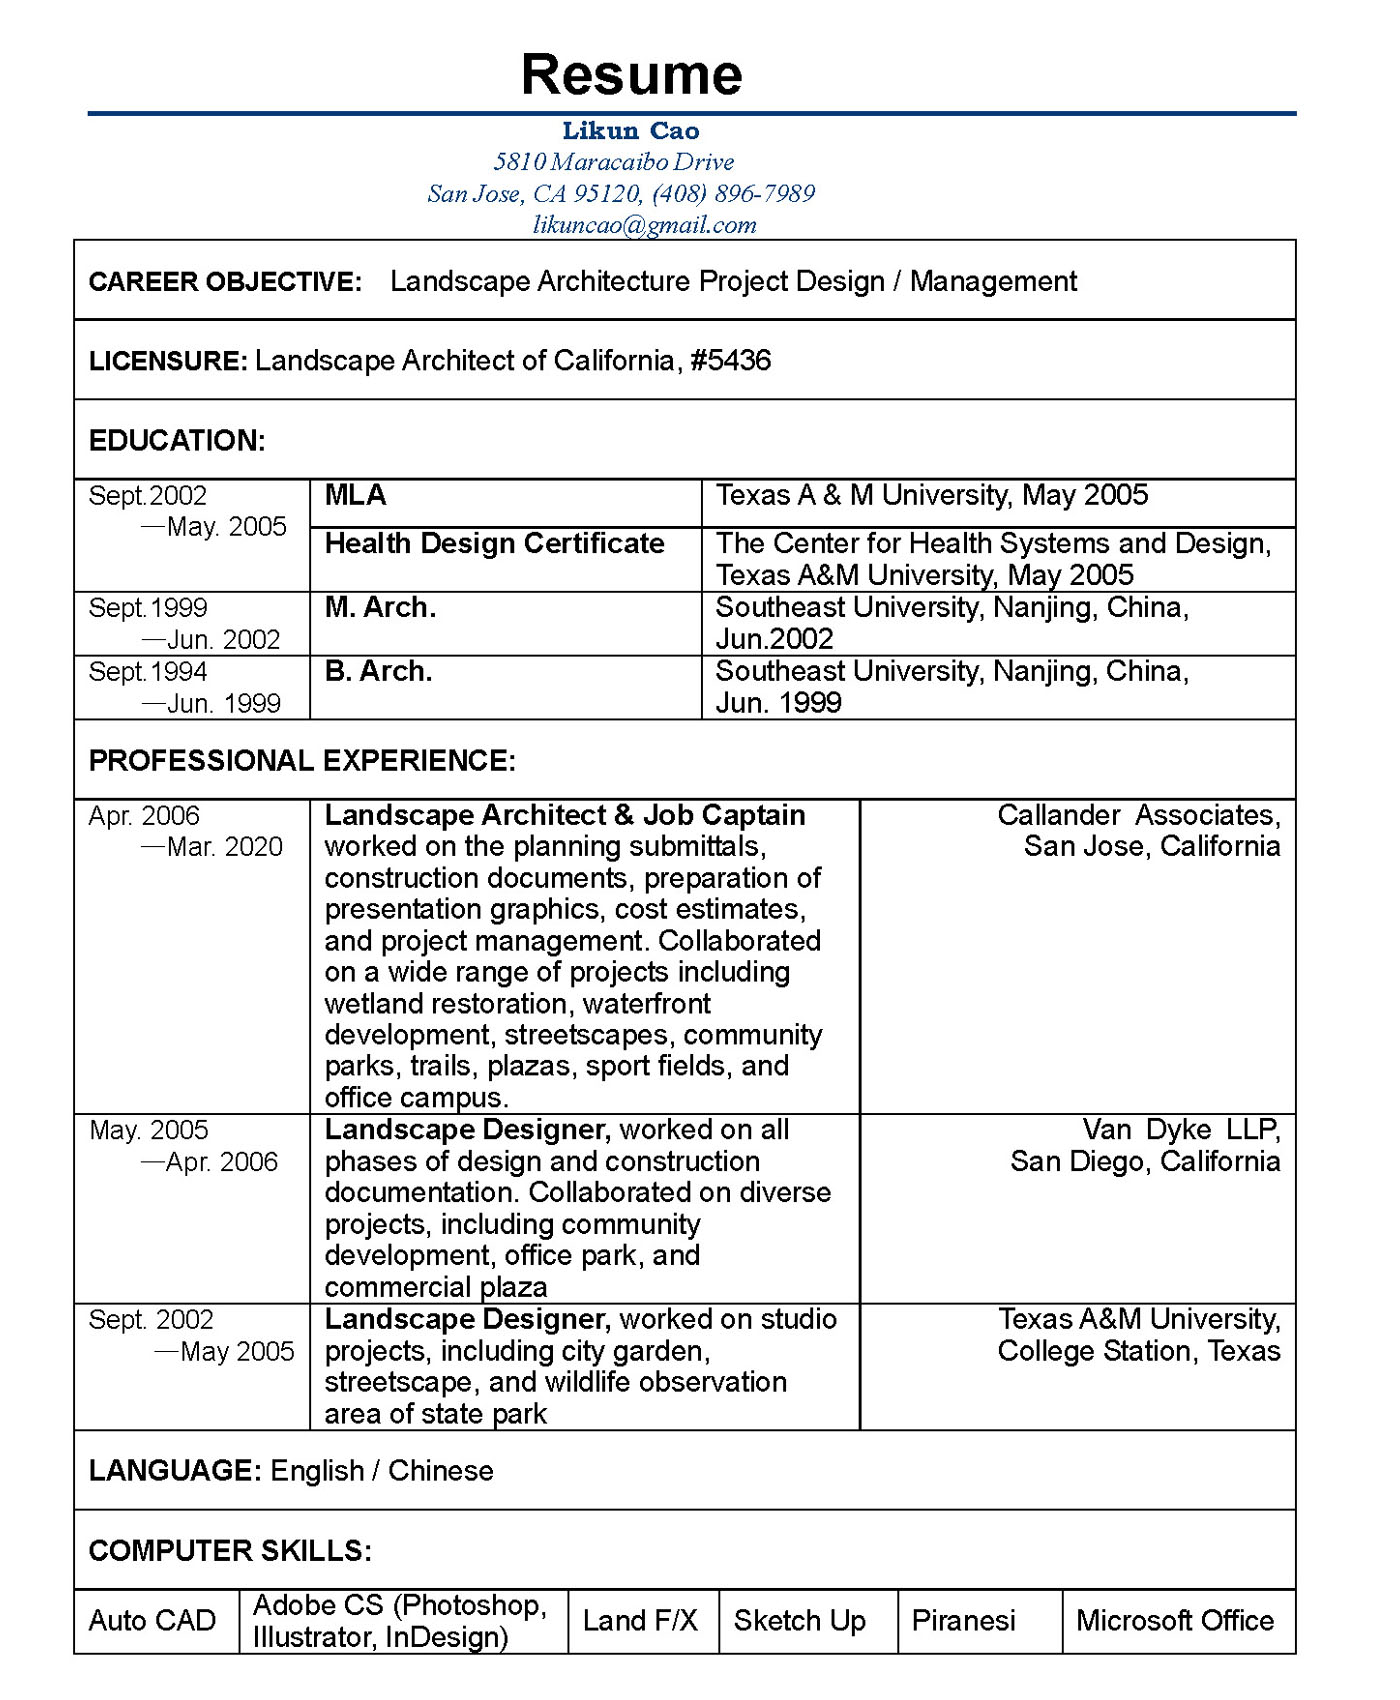 Resume
Likun Cao
5810 Maracaibo Drive
San Jose, CA 95120, (408) 896-7989
likuncao@gmail.com
CAREER OBJECTIVE: Landscape Architecture Project Design / Management
LICENSURE: Landscape Architect of California, #5436
EDUCATION:
Sept.2002
—May. 2005
MLA
Texas A & M University, May 2005
Health Design Certificate
The Center for Health Systems and Design,
Texas A&M University, May 2005
Sept.1999
—Jun. 2002
M. Arch.
Southeast University, Nanjing, China,
Jun.2002
Sept.1994
—Jun. 1999
B. Arch.
Southeast University, Nanjing, China,
Jun. 1999
PROFESSIONAL EXPERIENCE:
Apr. 2006
—Mar. 2020
Landscape Architect & Job Captain
worked on the planning submittals,
construction documents, preparation of
presentation graphics, cost estimates,
and project management. Collaborated
on a wide range of projects including
wetland restoration, waterfront
development, streetscapes, community
parks, trails, plazas, sport fields, and
office campus.
Callander Associates,
San Jose, California
May. 2005
—Apr. 2006
Landscape Designer, worked on all
phases of design and construction
documentation. Collaborated on diverse
projects, including community
development, office park, and
commercial plaza
Van Dyke LLP,
San Diego, California
Sept. 2002
—May 2005
Landscape Designer, worked on studio
projects, including city garden,
streetscape, and wildlife observation
area of state park
Texas A&M University,
College Station, Texas
LANGUAGE: English / Chinese
COMPUTER SKILLS:
Auto CAD
Adobe CS (Photoshop,
Illustrator, InDesign)
Land F/X
Sketch Up
Piranesi
Microsoft Office